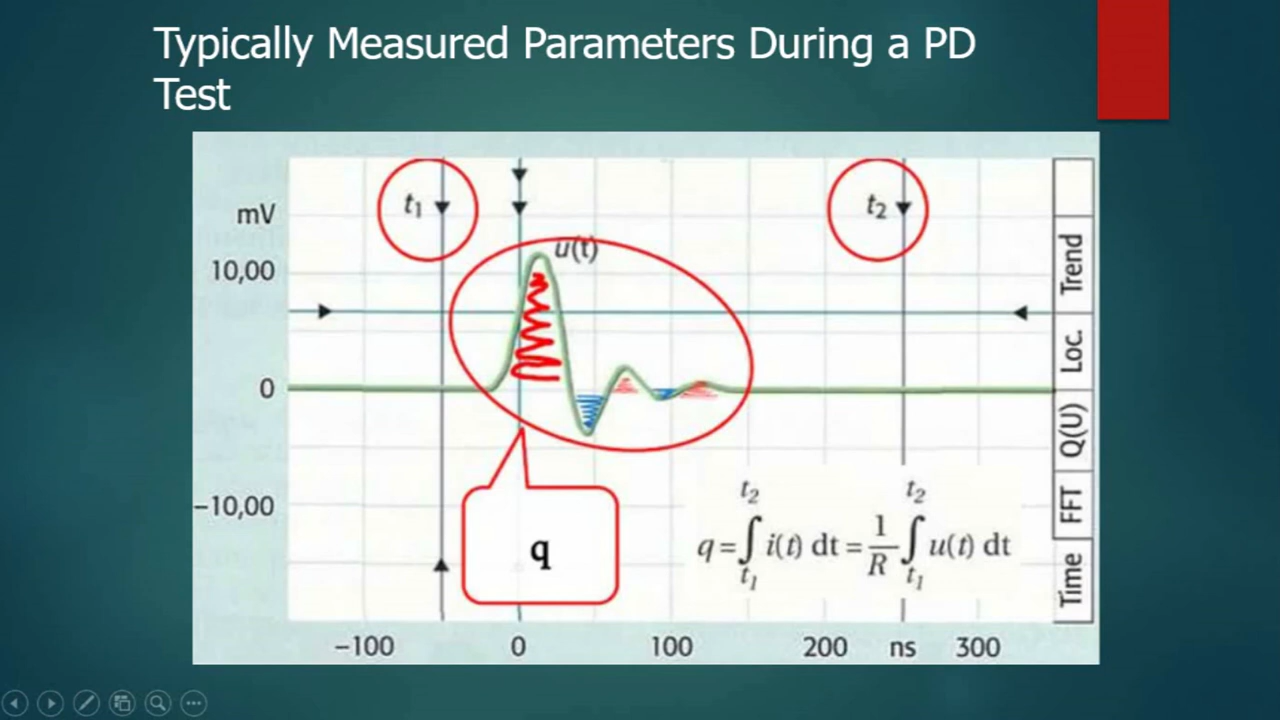 Typically Measured Parameters During a PD
Test
mV
10,00
0
−10,00
t1
t2
u(t)
q
q = ∫ t1 t2 i(t) dt = 1/R ∫ t1 t2 u(t) dt
Trend
Loc.
Q(U)
FFT
Time
−100 0 100 200 ns 300